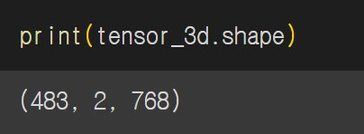 print(tensor_3d.shape)
(483, 2, 768)